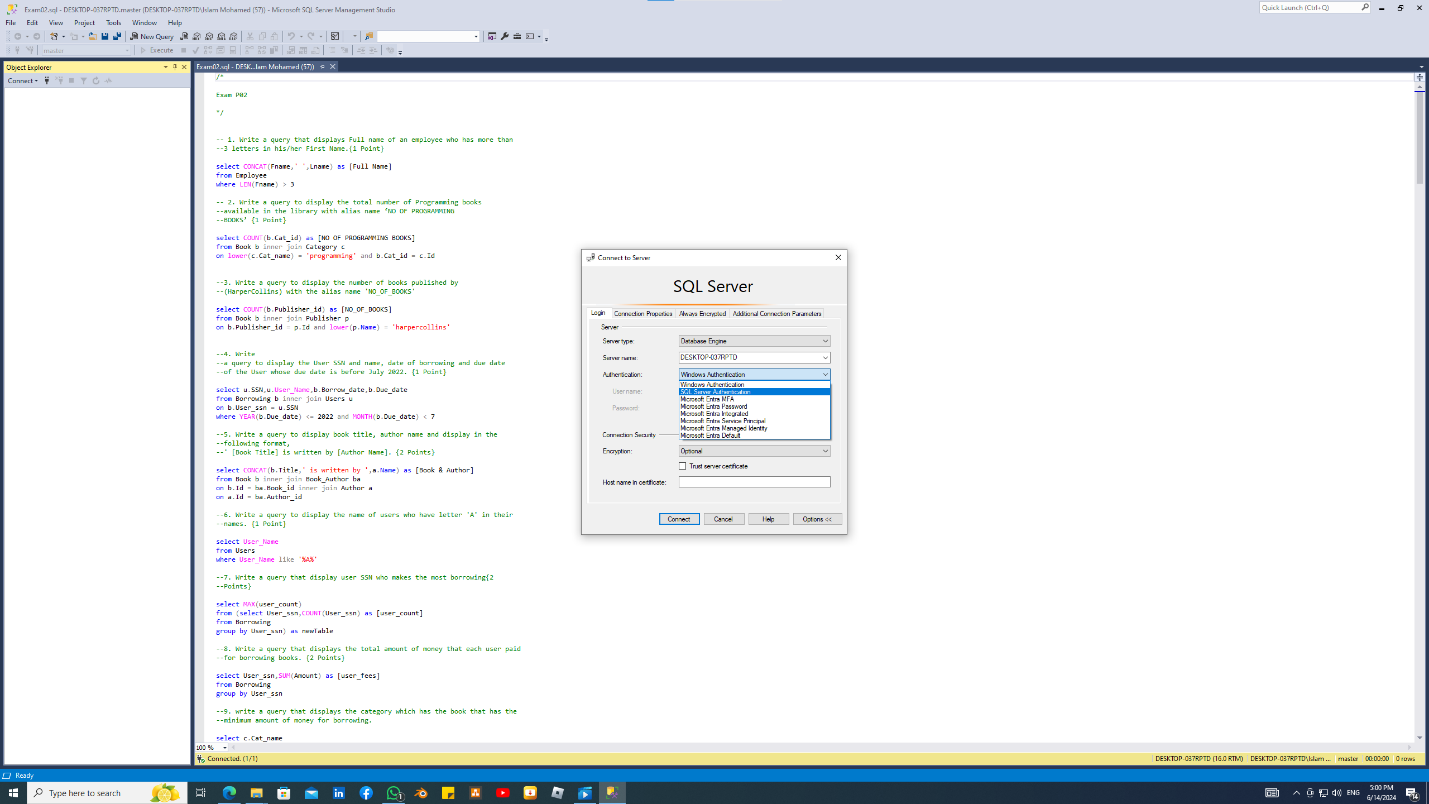 Exam02.sql - DESKTOP-037RPTD.master (DESKTOP-037RPTD\Islam Mohamed (57)) - Microsoft SQL Server Management Studio
Quick Launch (Ctrl+Q)
File Edit View Project Tools Window Help
New Query
master
Execute
Object Explorer
Exam02.sql - DESK...lam Mohamed (57))
Connect
/*
Exam P02
*/
-- 1. Write a query that displays Full name of an employee who has more than
--3 letters in his/her First Name.{1 Point}
select CONCAT(Fname,' ',Lname) as [Full Name]
from Employee
where LEN(Fname) > 3
-- 2. Write a query to display the total number of Programming books
--available in the library with alias name 'NO OF PROGRAMMING
--BOOKS' {1 Point}
select COUNT(b.Cat_id) as [NO OF PROGRAMMING BOOKS]
from Book b inner join Category c
on lower(c.Cat_name) = 'programming' and b.Cat_id = c.Id
--3. Write a query to display the number of books published by
--(HarperCollins) with the alias name 'NO_OF_BOOKS'
select COUNT(b.Publisher_id) as [NO_OF_BOOKS]
from Book b inner join Publisher p
on b.Publisher_id = p.Id and lower(p.Name) = 'harpercollins'
--4. Write
--a query to display the User SSN and name, date of borrowing and due date
--of the User whose due date is before July 2022. {1 Point}
select u.SSN,u.User_Name,b.Borrow_date,b.Due_date
from Borrowing b inner join Users u
on b.User_ssn = u.SSN
where YEAR(b.Due_date) <= 2022 and MONTH(b.Due_date) < 7
--5. Write a query to display book title, author name and display in the
--following format,
--' [Book Title] is written by [Author Name]. {2 Points}
select CONCAT(b.Title,' is written by ',a.Name) as [Book & Author]
from Book b inner join Book_Author ba
on b.Id = ba.Book_id inner join Author a
on a.Id = ba.Author_id
--6. Write a query to display the name of users who have letter 'A' in their
--names. {1 Point]
select User_Name
from Users
where User_Name like '%A%'
--7. Write a query that display user SSN who makes the most borrowing{2
--Points}
select MAX(user_count)
from (select User_ssn,COUNT(User_ssn) as [user_count]
from Borrowing
group by User_ssn) as newTable
--8. Write a query that displays the total amount of money that each user paid
--for borrowing books. {2 Points}
select User_ssn,SUM(Amount) as [user_fees]
from Borrowing
group by User_ssn
--9. write a query that displays the category which has the book that has the
--minimum amount of money for borrowing.
select c.Cat_name
Connect to Server
SQL Server
Login Connection Properties Always Encrypted Additional Connection Parameters
Server
Server type: Database Engine
Server name: DESKTOP-037RPTD
Authentication: Windows Authentication
Windows Authentication
User name: SQL Server Authentication
Microsoft Entra MFA
Password: Microsoft Entra Password
Microsoft Entra Integrated
Microsoft Entra Service Principal
Microsoft Entra Managed Identity
Connection Security Microsoft Entra Default
Encryption: Optional
Trust server certificate
Host name in certificate:
Connect Cancel Help Options <<
100 %
Connected. (1/1)
DESKTOP-037RPTD (16.0 RTM) DESKTOP-037RPTD\Islam ... master 00:00:00 0 rows
Ready
Type here to search
ENG
3:00 PM
6/14/2024